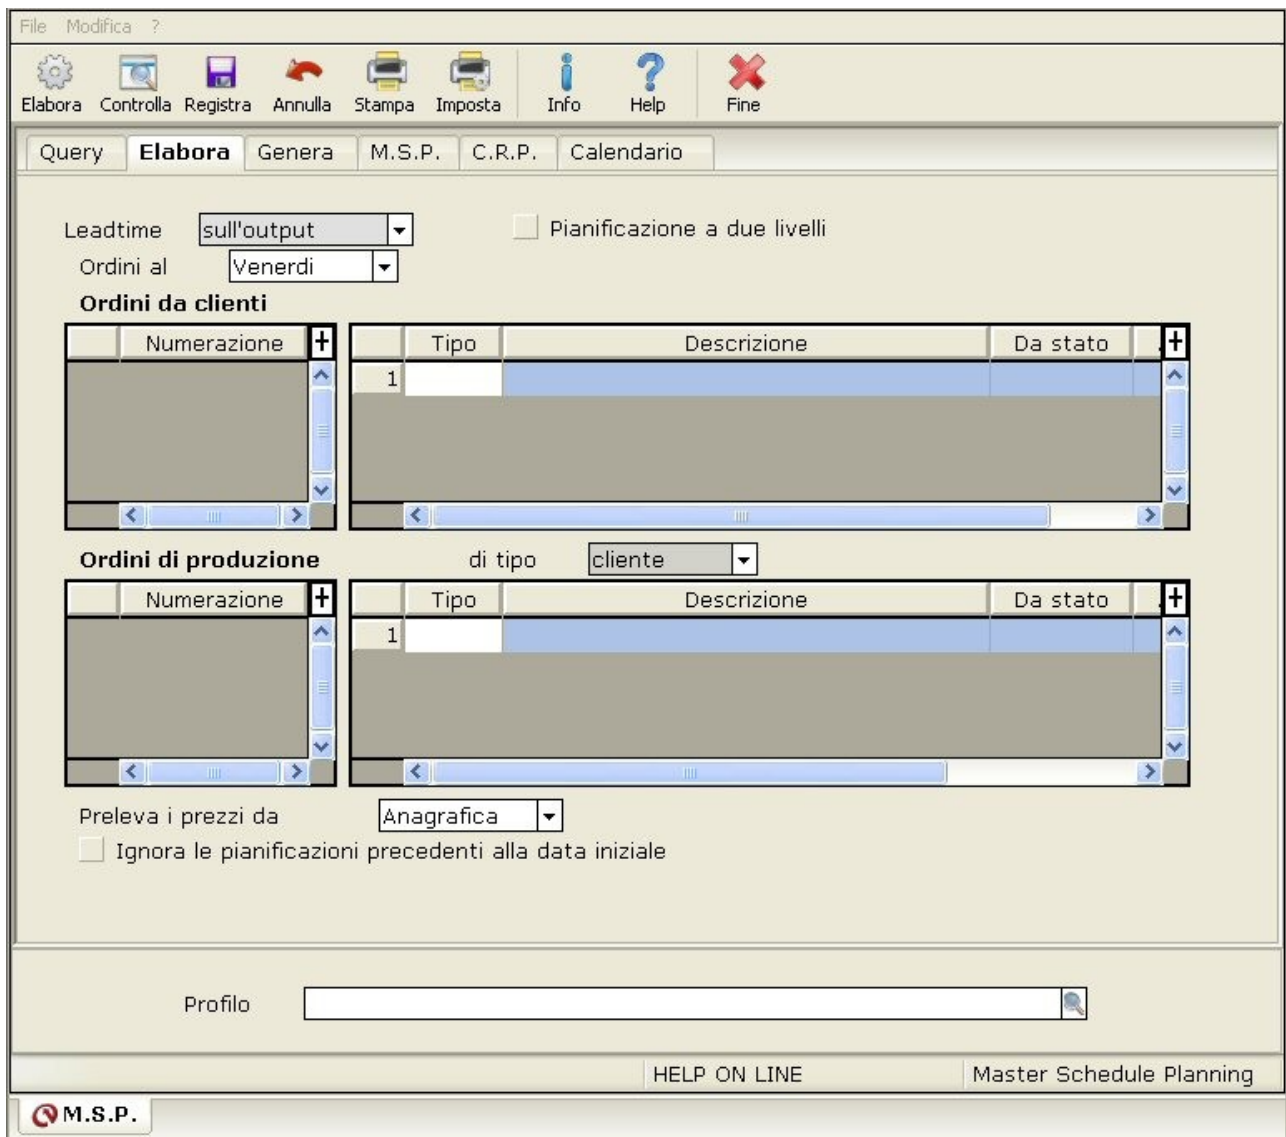 File Modifica ?
Elabora Controlla Registra Annulla Stampa Imposta Info Help Fine
Query Elabora Genera M.S.P. C.R.P. Calendario
Leadtime sull'output Pianificazione a due livelli
Ordini al Venerdi
Ordini da clienti
Numerazione + Tipo Descrizione Da stato . +
1
Ordini di produzione di tipo cliente
Numerazione + Tipo Descrizione Da stato . +
1
Preleva i prezzi da Anagrafica
Ignora le pianificazioni precedenti alla data iniziale
Profilo
HELP ON LINE Master Schedule Planning
M.S.P.